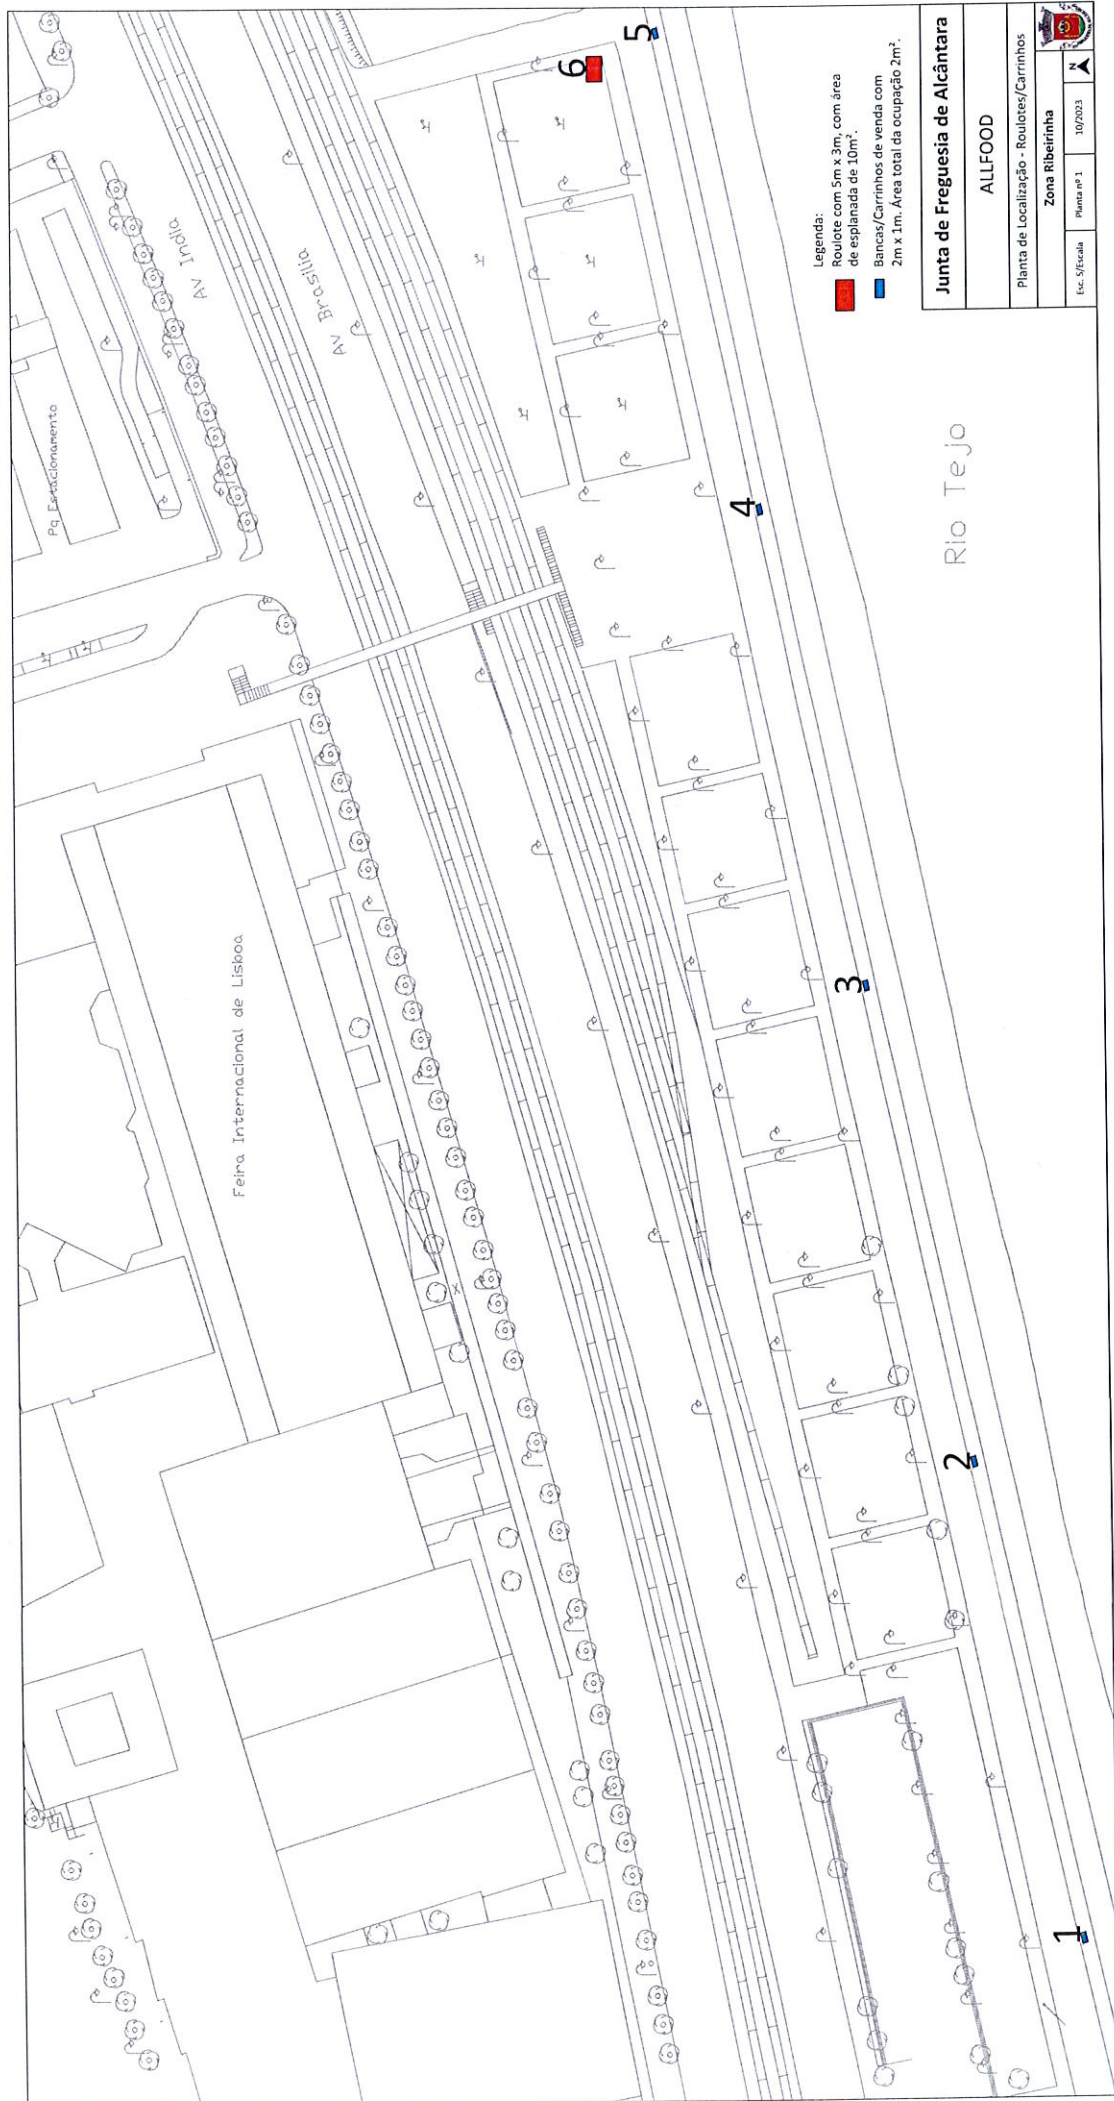 Pq Estacionamento
Av India
Av Brasilia
Feira Internacional de Lisboa
Rio Tejo
1
2
3
4
5
6
Legenda:
Roulote com 5m x 3m, com área
de esplanada de 10m².
Bancas/Carrinhos de venda com
2m x 1m. Área total da ocupação 2m².
Junta de Freguesia de Alcântara
ALLFOOD
Planta de Localização - Roulotes/Carrinhos
Zona Ribeirinha
Esc. S/Escala
Planta nº 1
10/2023
N